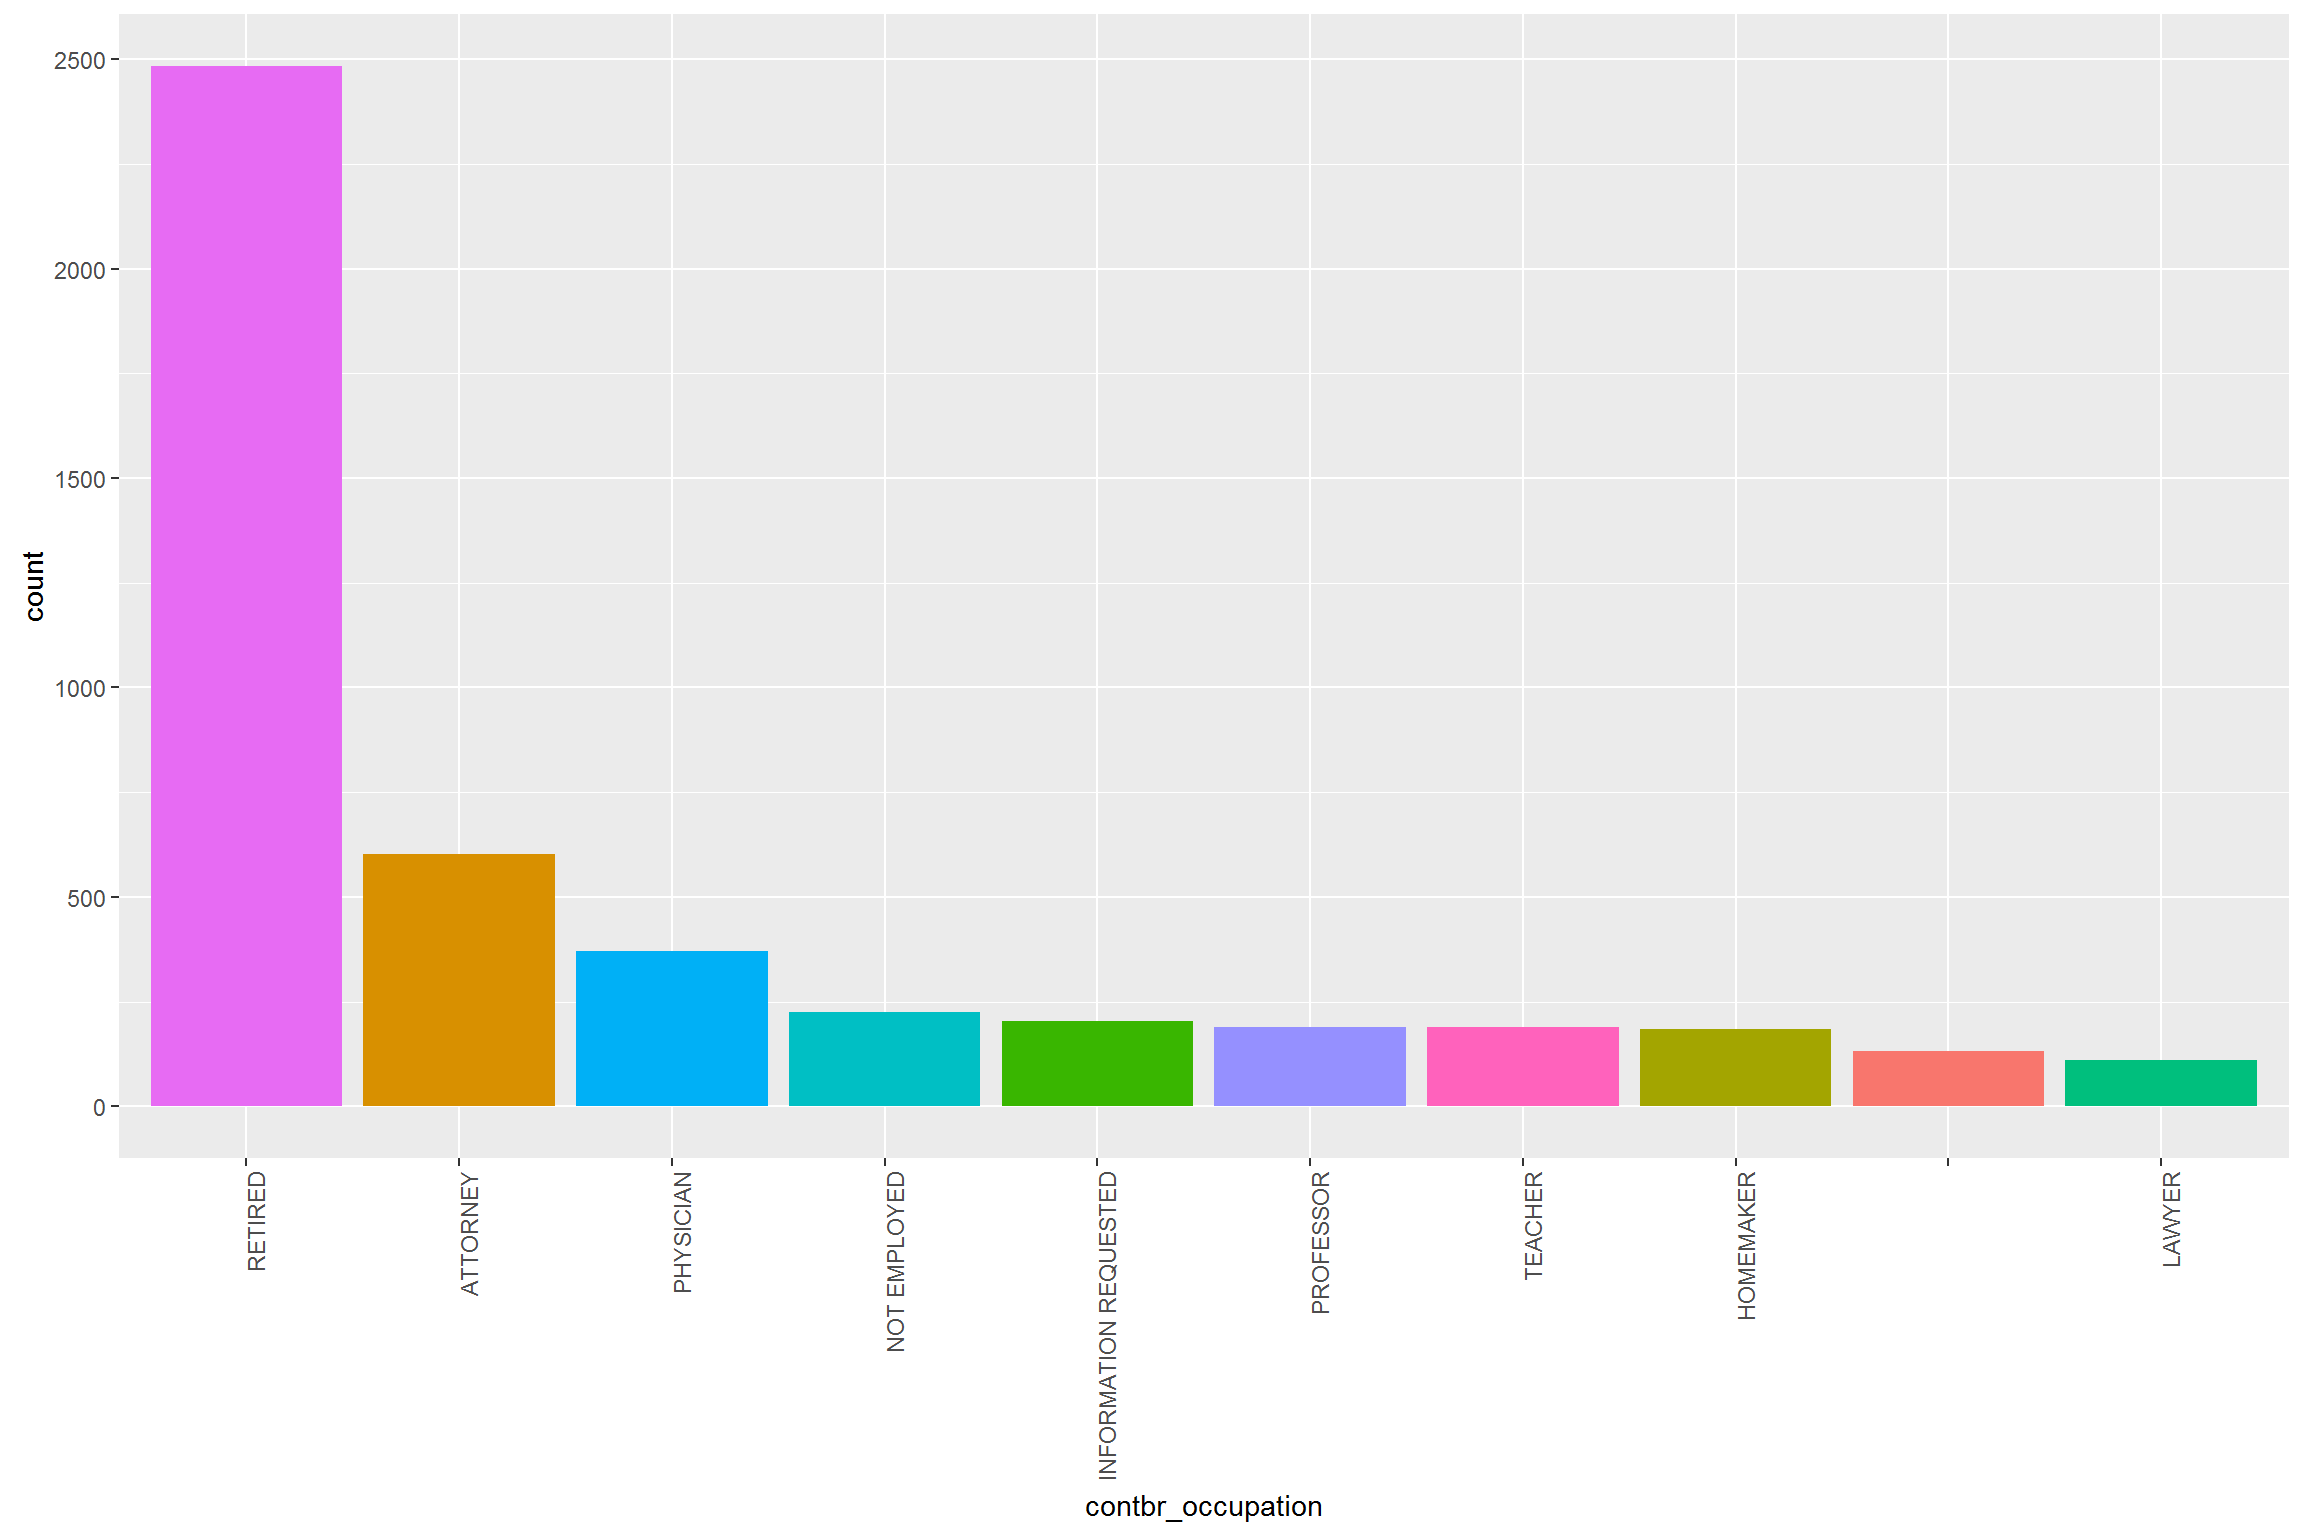 2500
2000
1500
1000
500
0
count
RETIRED
ATTORNEY
PHYSICIAN
NOT EMPLOYED
INFORMATION REQUESTED
PROFESSOR
TEACHER
HOMEMAKER
LAWYER
contbr_occupation